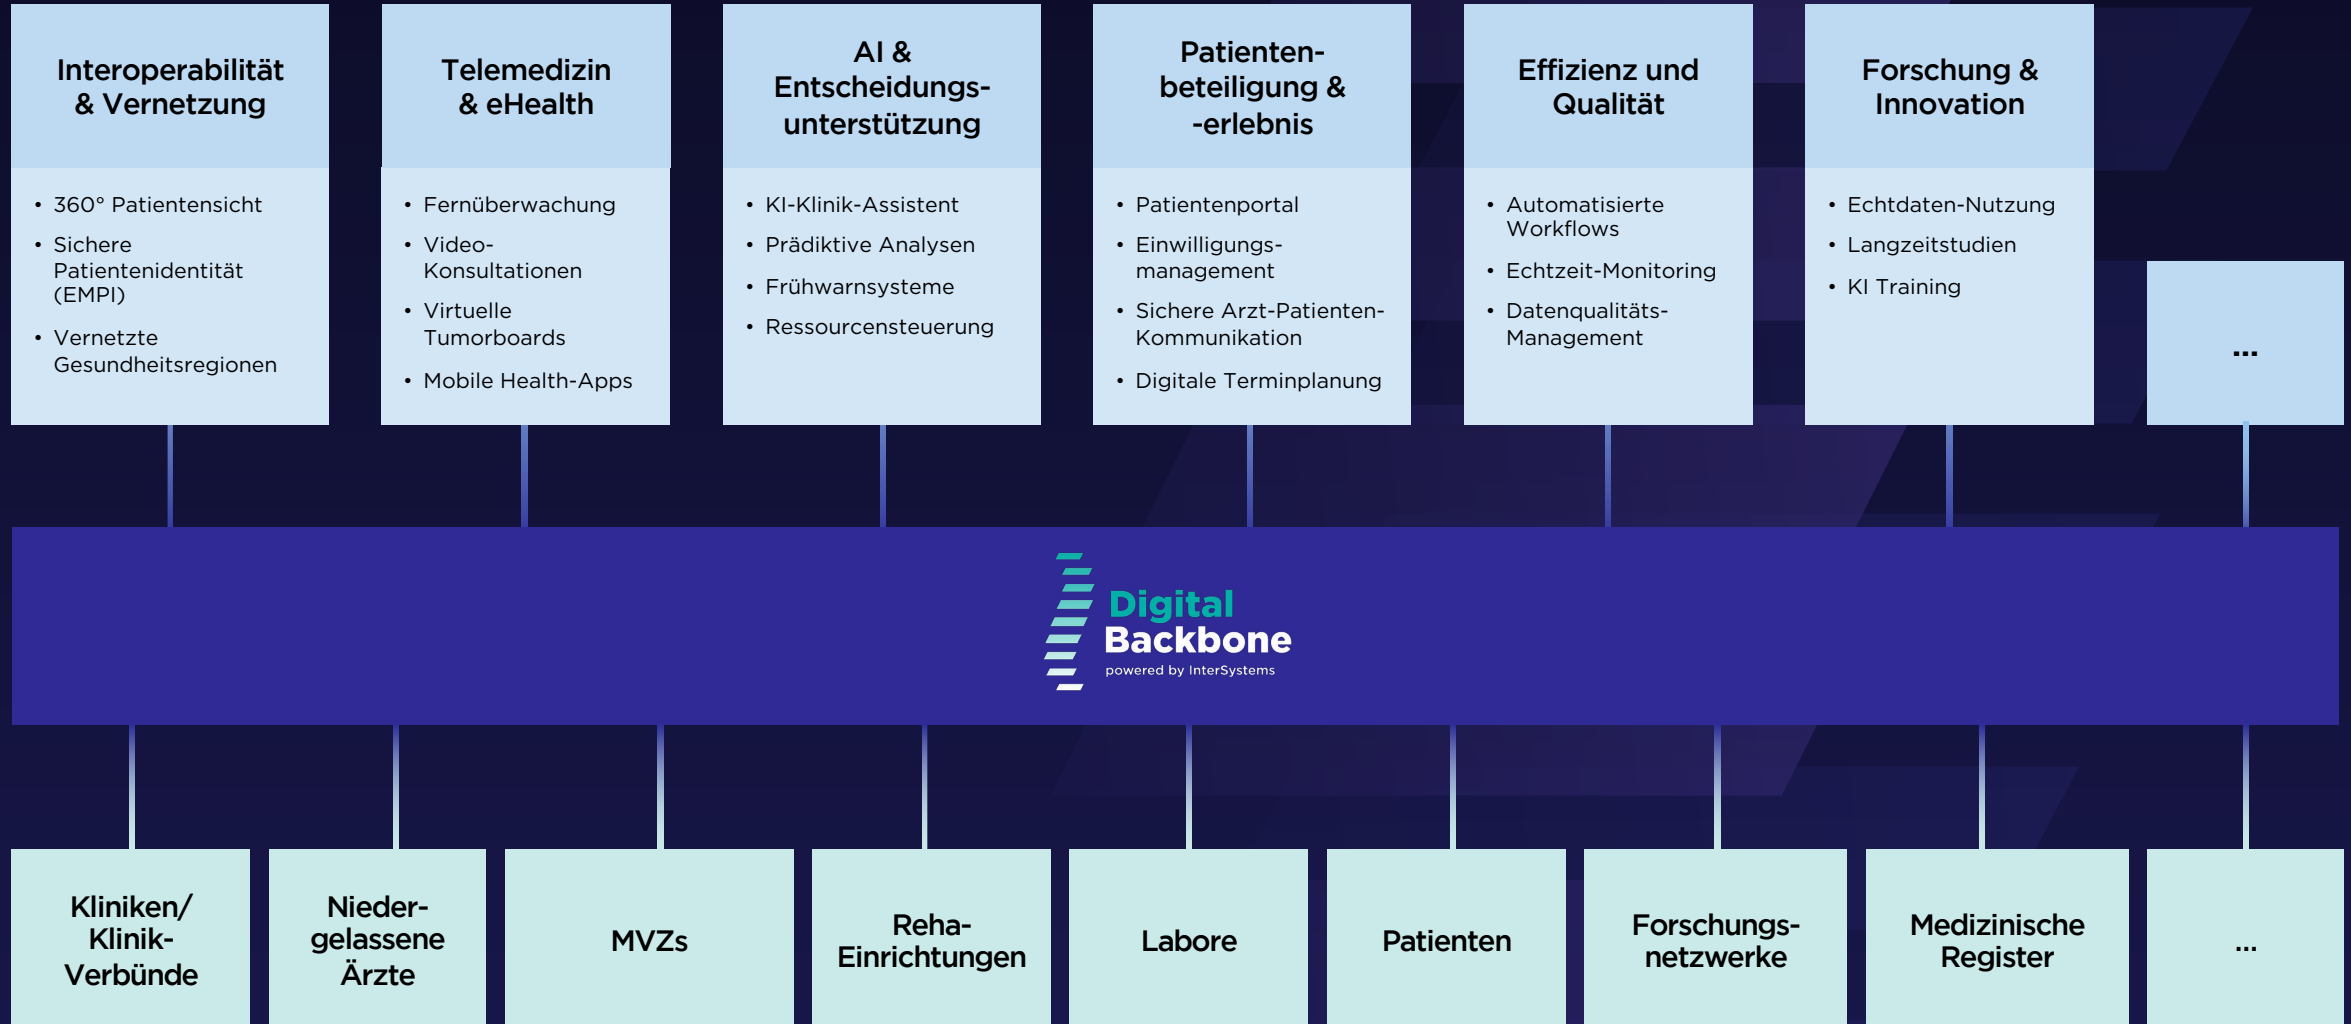 Interoperabilität
& Vernetzung
• 360° Patientensicht
• Sichere
Patientenidentität
(EMPI)
• Vernetzte
Gesundheitsregionen
Telemedizin
& eHealth
• Fernüberwachung
• Video-
Konsultationen
• Virtuelle
Tumorboards
• Mobile Health-Apps
AI &
Entscheidungs-
unterstützung
• KI-Klinik-Assistent
• Prädiktive Analysen
• Frühwarnsysteme
• Ressourcensteuerung
Patienten-
beteiligung &
-erlebnis
• Patientenportal
• Einwilligungs-
management
• Sichere Arzt-Patienten-
Kommunikation
• Digitale Terminplanung
Effizienz und
Qualität
• Automatisierte
Workflows
• Echtzeit-Monitoring
• Datenqualitäts-
Management
Forschung &
Innovation
• Echtdaten-Nutzung
• Langzeitstudien
• KI Training
...
Digital
Backbone
powered by InterSystems
Kliniken/
Klinik-
Verbünde
Nieder-
gelassene
Ärzte
MVZs
Reha-
Einrichtungen
Labore
Patienten
Forschungs-
netzwerke
Medizinische
Register
...